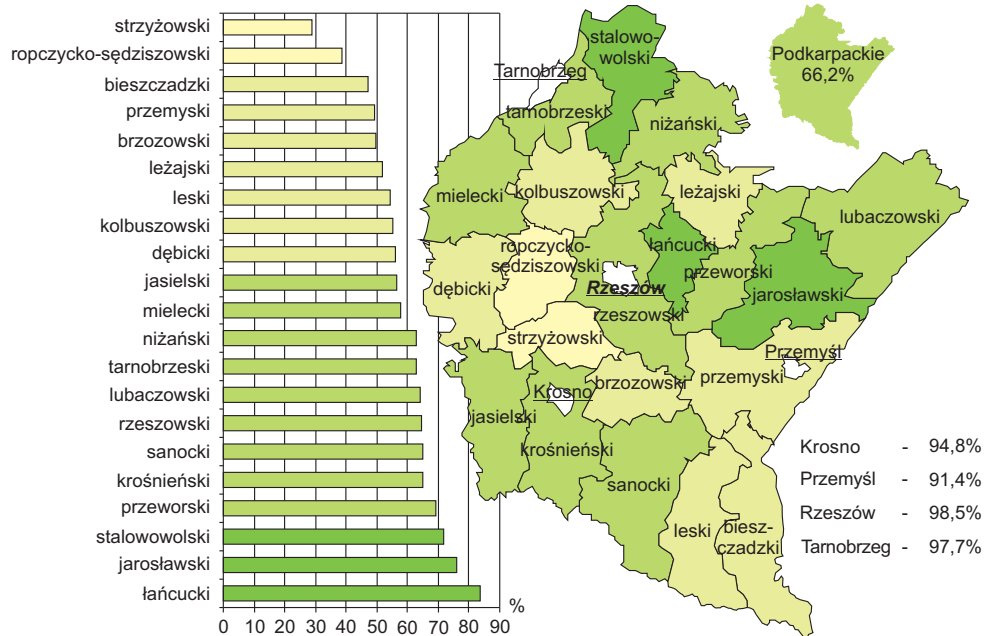 strzyżowski
ropczycko-sędziszowski
bieszczadzki
przemyski
brzozowski
leżajski
leski
kolbuszowski
dębicki
jasielski
mielecki
niżański
tarnobrzeski
lubaczowski
rzeszowski
sanocki
krośnieński
przeworski
stalowowolski
jarosławski
łańcucki
0 10 20 30 40 50 60 70 80 90
%
stalowo-
wolski
Tarnobrzeg
tarnobrzeski
niżański
mielecki
kolbuszowski
leżajski
lubaczowski
ropczycko-
sędziszowski
łańcucki
przeworski
jarosławski
dębicki
Rzeszów
rzeszowski
strzyżowski
Przemyśl
przemyski
brzozowski
Krosno
jasielski
krośnieński
sanocki
leski
biesz-
czadzki
Podkarpackie
66,2%
Krosno - 94,8%
Przemyśl - 91,4%
Rzeszów - 98,5%
Tarnobrzeg - 97,7%